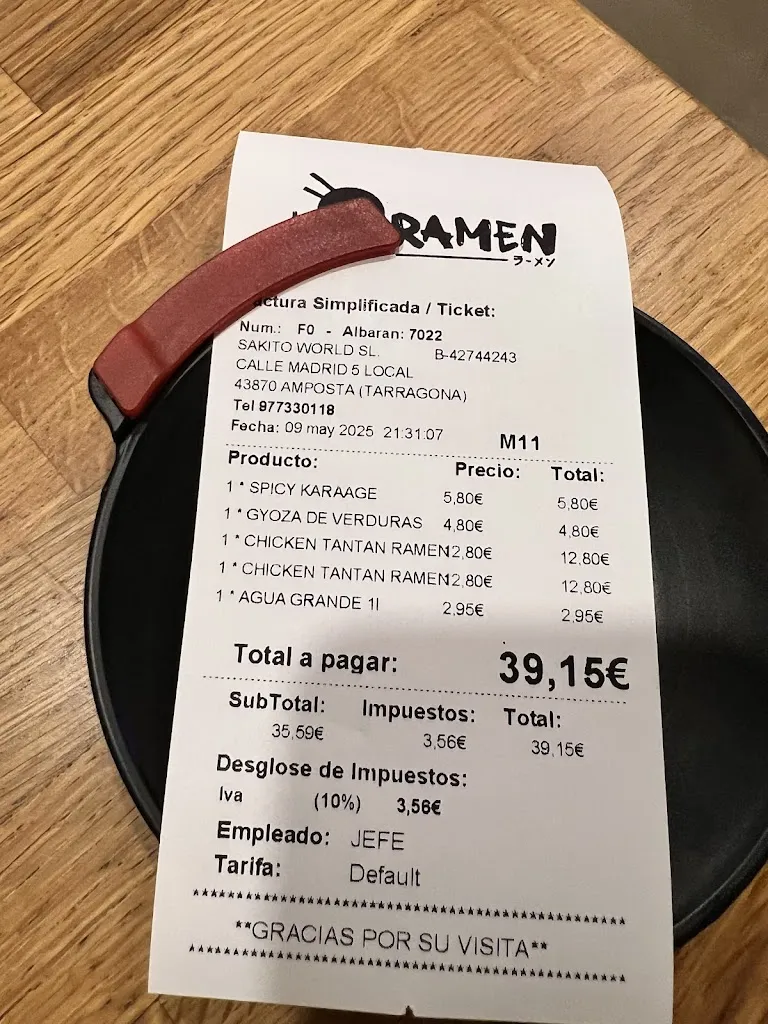 RAMEN
ラーメン
ctura Simplificada / Ticket:
Num.: F0 - Albaran: 7022
SAKITO WORLD SL. B-42744243
CALLE MADRID 5 LOCAL
43870 AMPOSTA (TARRAGONA)
Tel 977330118
Fecha: 09 may 2025 21:31:07 M11
Producto: Precio: Total:
1 * SPICY KARAAGE 5,80€ 5,80€
1 * GYOZA DE VERDURAS 4,80€ 4,80€
1 * CHICKEN TANTAN RAMEN 12,80€ 12,80€
1 * CHICKEN TANTAN RAMEN 12,80€ 12,80€
1 * AGUA GRANDE 1l 2,95€ 2,95€
Total a pagar: 39,15€
SubTotal: Impuestos: Total:
35,59€ 3,56€ 39,15€
Desglose de Impuestos:
Iva (10%) 3,56€
Empleado: JEFE
Tarifa: Default
**GRACIAS POR SU VISITA**